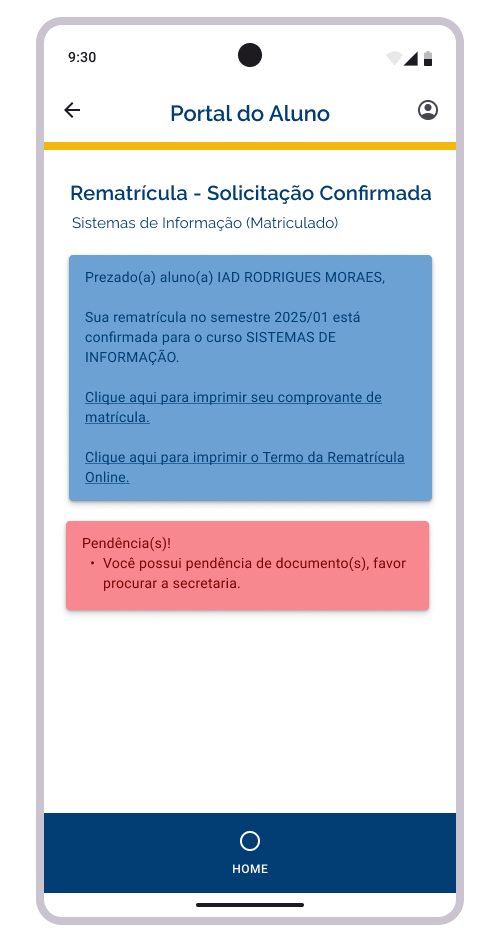 9:30
Portal do Aluno
Rematrícula - Solicitação Confirmada
Sistemas de Informação (Matriculado)
Prezado(a) aluno(a) IAD RODRIGUES MORAES,
Sua rematrícula no semestre 2025/01 está
confirmada para o curso SISTEMAS DE
INFORMAÇÃO.
Clique aqui para imprimir seu comprovante de
matrícula.
Clique aqui para imprimir o Termo da Rematrícula
Online.
Pendência(s)!
• Você possui pendência de documento(s), favor
procurar a secretaria.
HOME